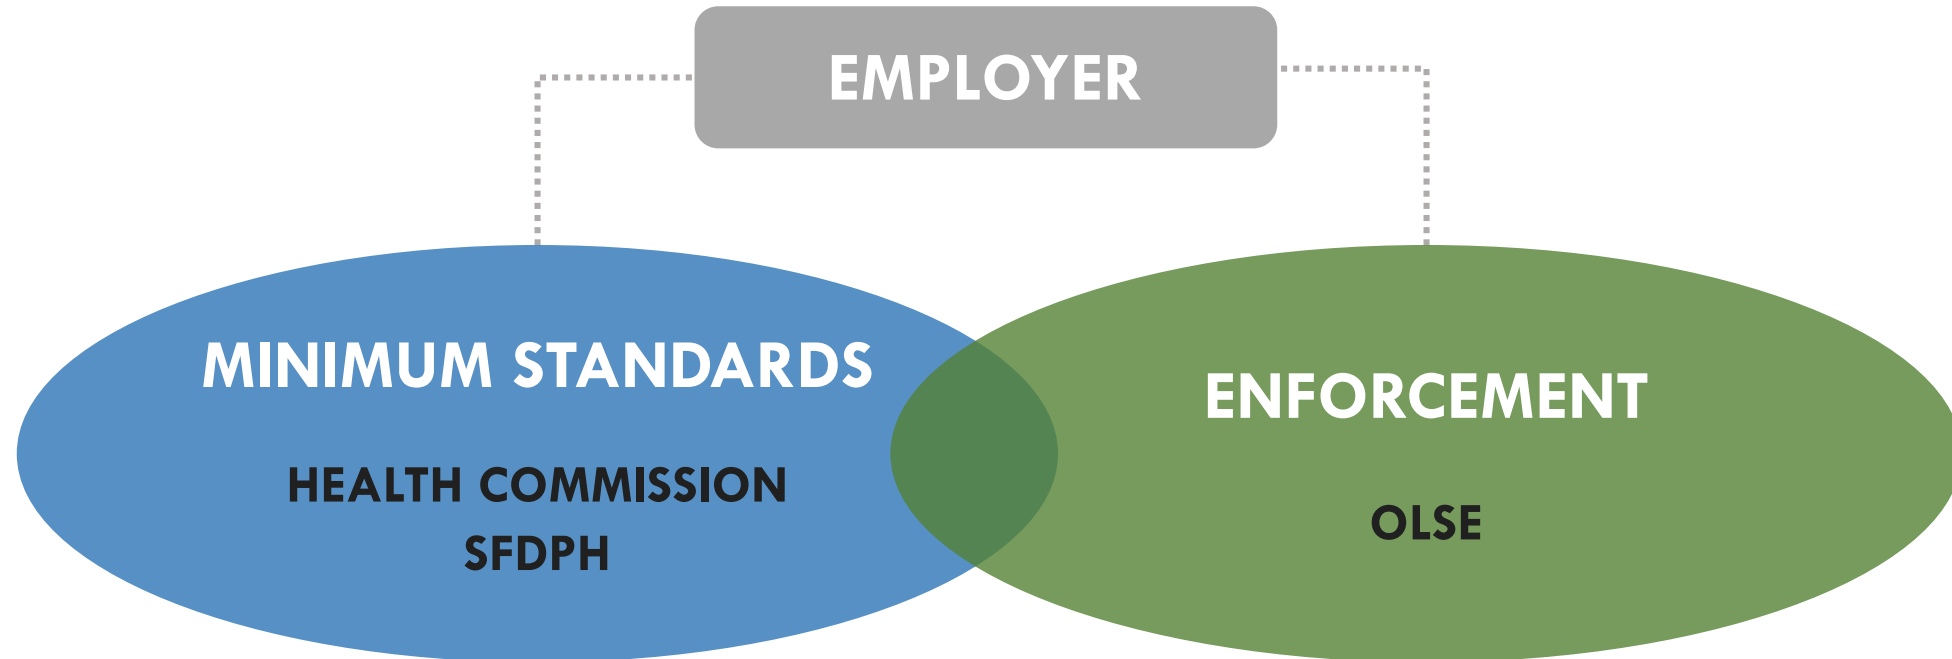 EMPLOYER
MINIMUM STANDARDS
HEALTH COMMISSION
SFDPH
ENFORCEMENT
OLSE